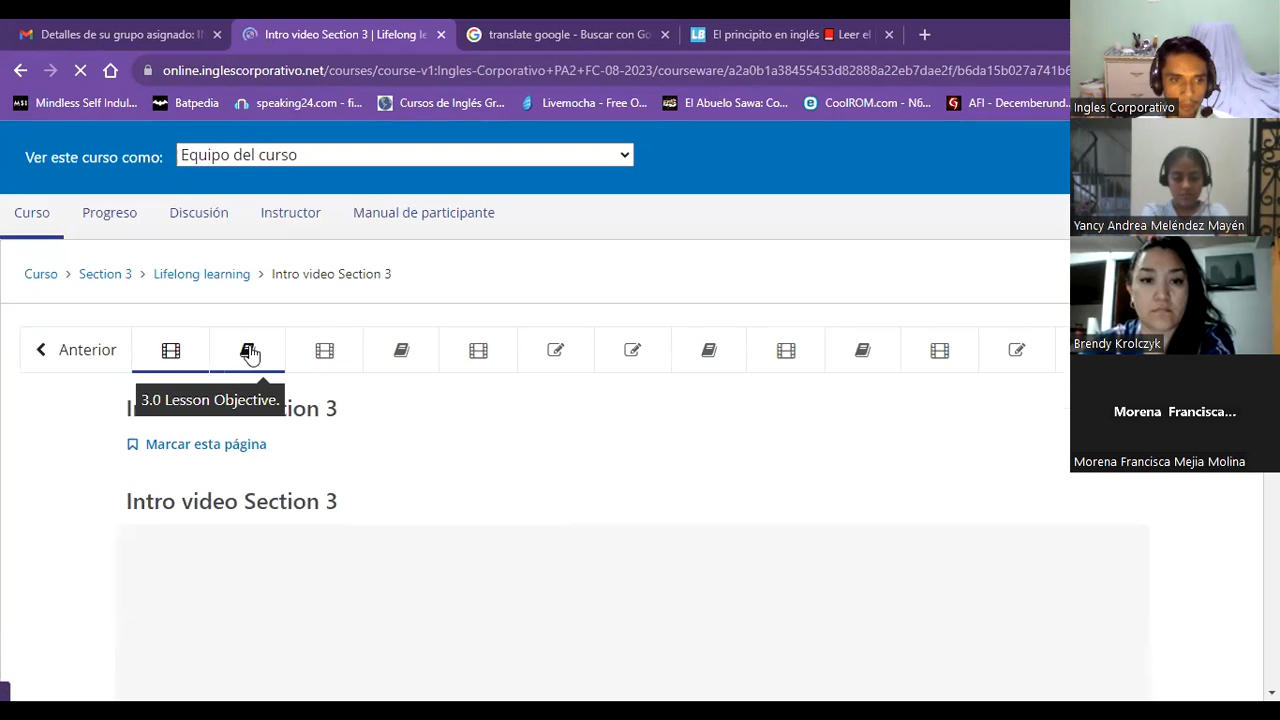 Detalles de su grupo asignado: I
Intro video Section 3 | Lifelong le
translate google - Buscar con Go
El principito en inglés 📕 Leer el
online.inglescorporativo.net/courses/course-v1:Ingles-Corporativo+PA2+FC-08-2023/courseware/a2a0b1a38455453d82888a22eb7dae2f/b6da15b027a741b6
Mindless Self Indul...
Batpedia
speaking24.com - fi...
Cursos de Inglés Gr...
Livemocha - Free O...
El Abuelo Sawa: Co...
CoolROM.com - N6...
AFI - Decemberund...
Ver este curso como:
Equipo del curso
Curso
Progreso
Discusión
Instructor
Manual de participante
Curso > Section 3 > Lifelong learning > Intro video Section 3
Anterior
3.0 Lesson Objective.
tion 3
Marcar esta página
Intro video Section 3
Ingles Corporativo
Yancy Andrea Meléndez Mayén
Brendy Krolczyk
Morena Francisca...
Morena Francisca Mejia Molina